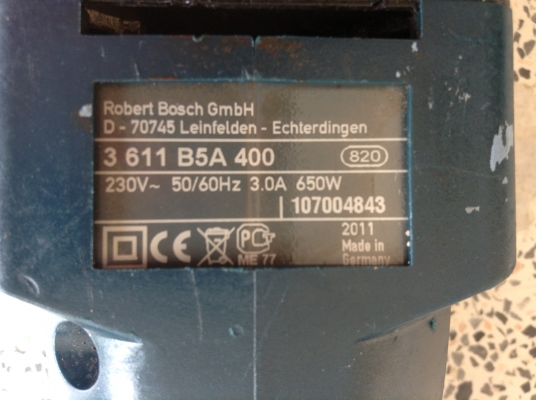 Robert Bosch GmbH
D - 70745 Leinfelden - Echterdingen
3 611 B5A 400 820
230V~ 50/60Hz 3.0A 650W
107004843
CE PCT 2011
ME 77 Made in
Germany